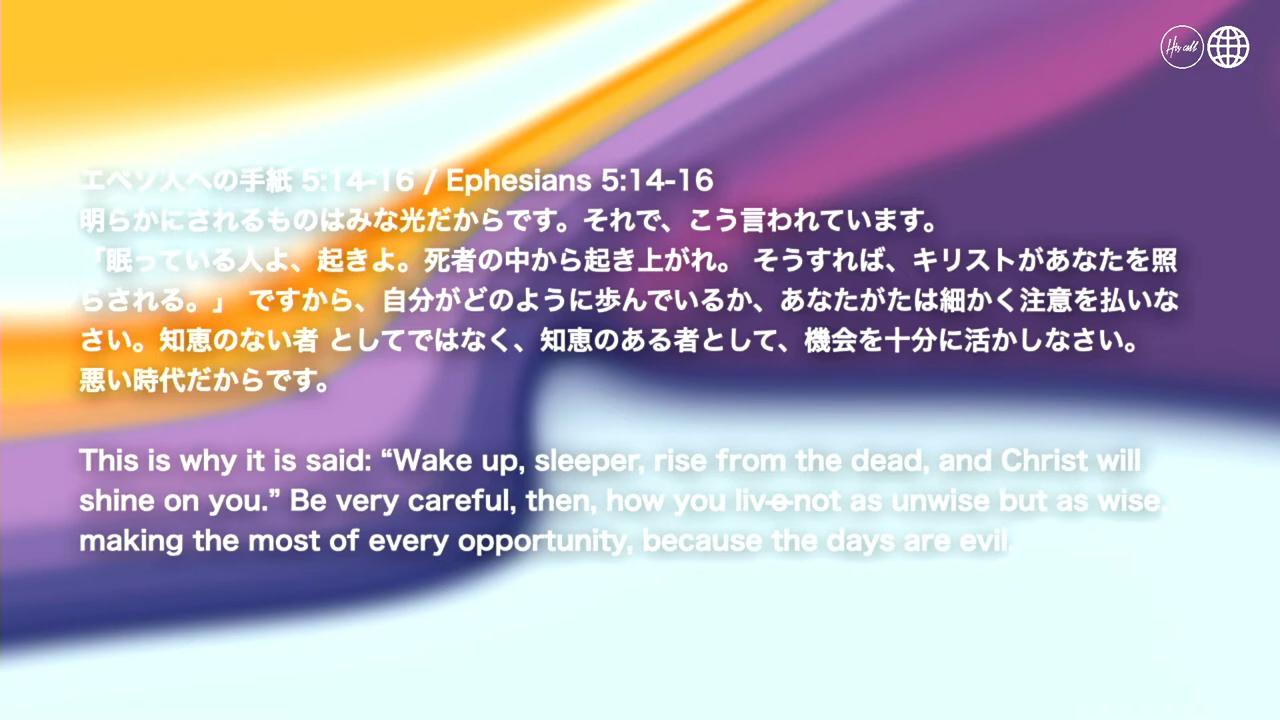 His call
エペソ人への手紙 5:14-16 / Ephesians 5:14-16
明らかにされるものはみな光だからです。それで、こう言われています。
「眠っている人よ、起きよ。死者の中から起き上がれ。 そうすれば、キリストがあなたを照
らされる。」 ですから、自分がどのように歩んでいるか、あなたがたは細かく注意を払いな
さい。知恵のない者 としてではなく、知恵のある者として、機会を十分に活かしなさい。
悪い時代だからです。
This is why it is said: “Wake up, sleeper, rise from the dead, and Christ will
shine on you.” Be very careful, then, how you live-not as unwise but as wise.
making the most of every opportunity, because the days are evil.